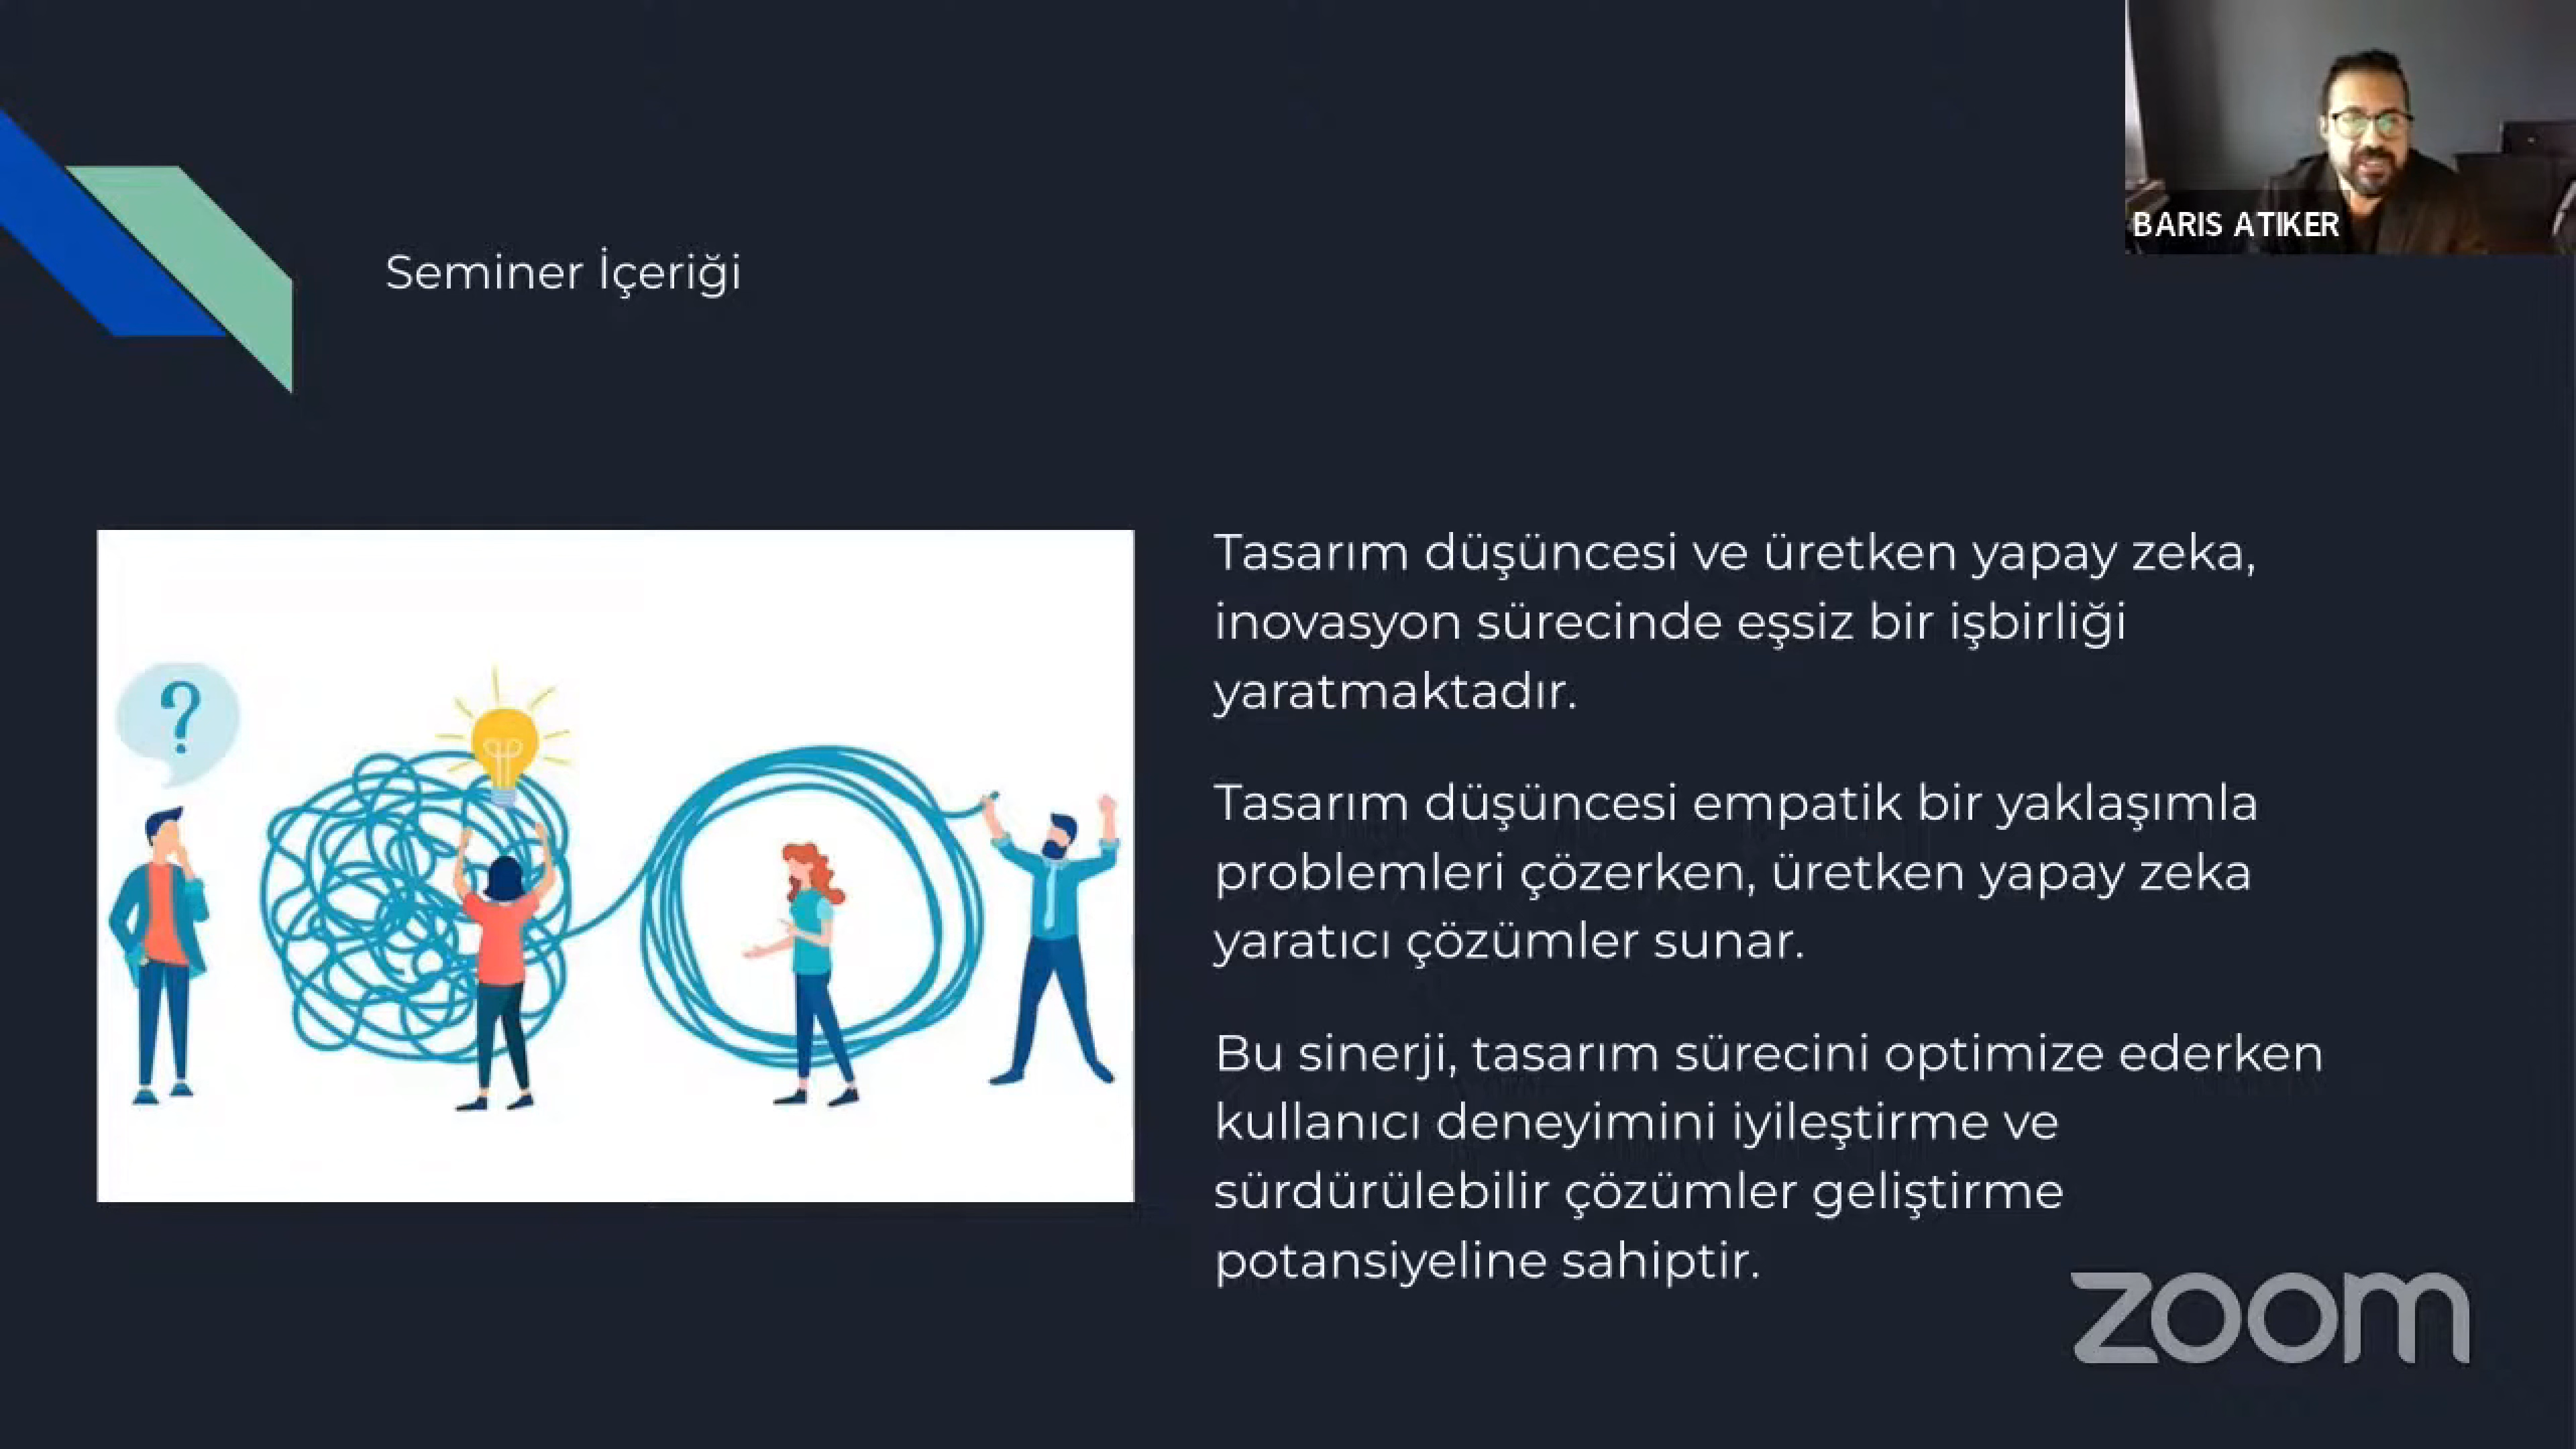 BARIS ATIKER
Seminer İçeriği
?
Tasarım düşüncesi ve üretken yapay zeka,
inovasyon sürecinde eşsiz bir işbirliği
yaratmaktadır.
Tasarım düşüncesi empatik bir yaklaşımla
problemleri çözerken, üretken yapay zeka
yaratıcı çözümler sunar.
Bu sinerji, tasarım sürecini optimize ederken
kullanıcı deneyimini iyileştirme ve
sürdürülebilir çözümler geliştirme
potansiyeline sahiptir.
zoom